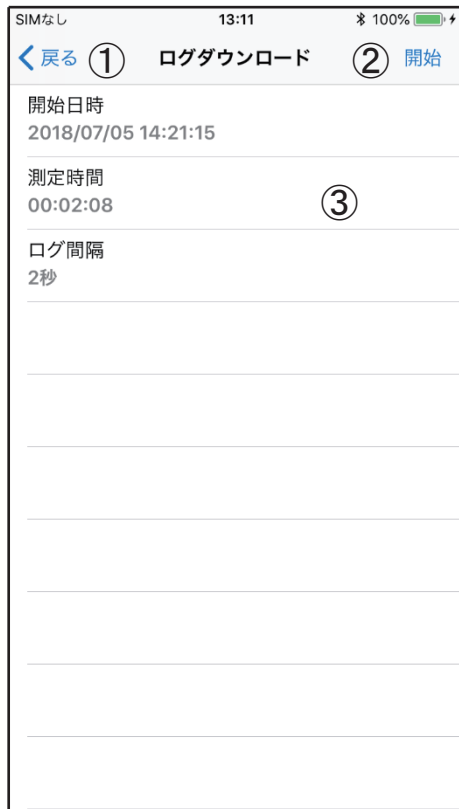 SIMなし 13:11 100%
戻る ① ログダウンロード ② 開始
開始日時
2018/07/05 14:21:15
測定時間
00:02:08 ③
ログ間隔
2秒